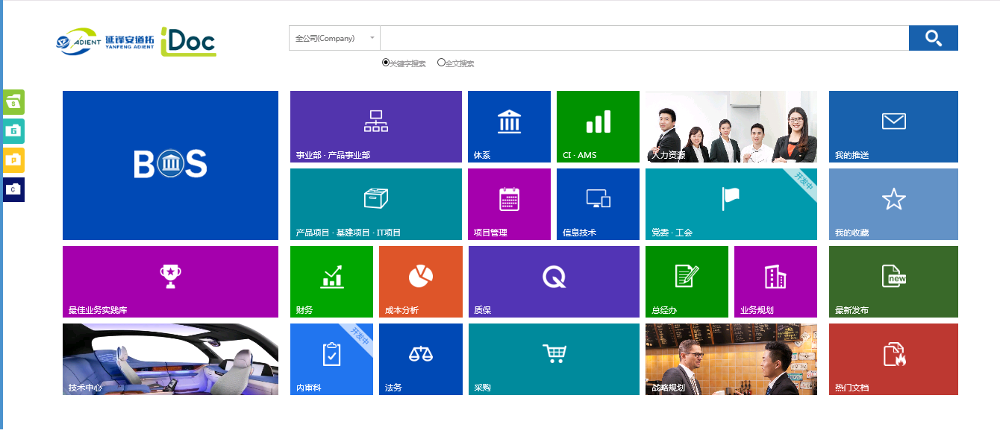 ADIENT 延锋安道拓
YANFENG ADIENT
iDoc
全公司(Company)
关键字搜索 全文搜索
S
G
P
C
BOS
事业部 · 产品事业部
体系
CI · AMS
人力资源
我的推送
产品项目 · 基建项目 · IT项目
项目管理
信息技术
党委 · 工会
开发中
我的收藏
最佳业务实践库
财务
成本分析
Q
质保
总经办
业务规划
new
最新发布
技术中心
内审科
开发中
法务
采购
战略规划
热门文档